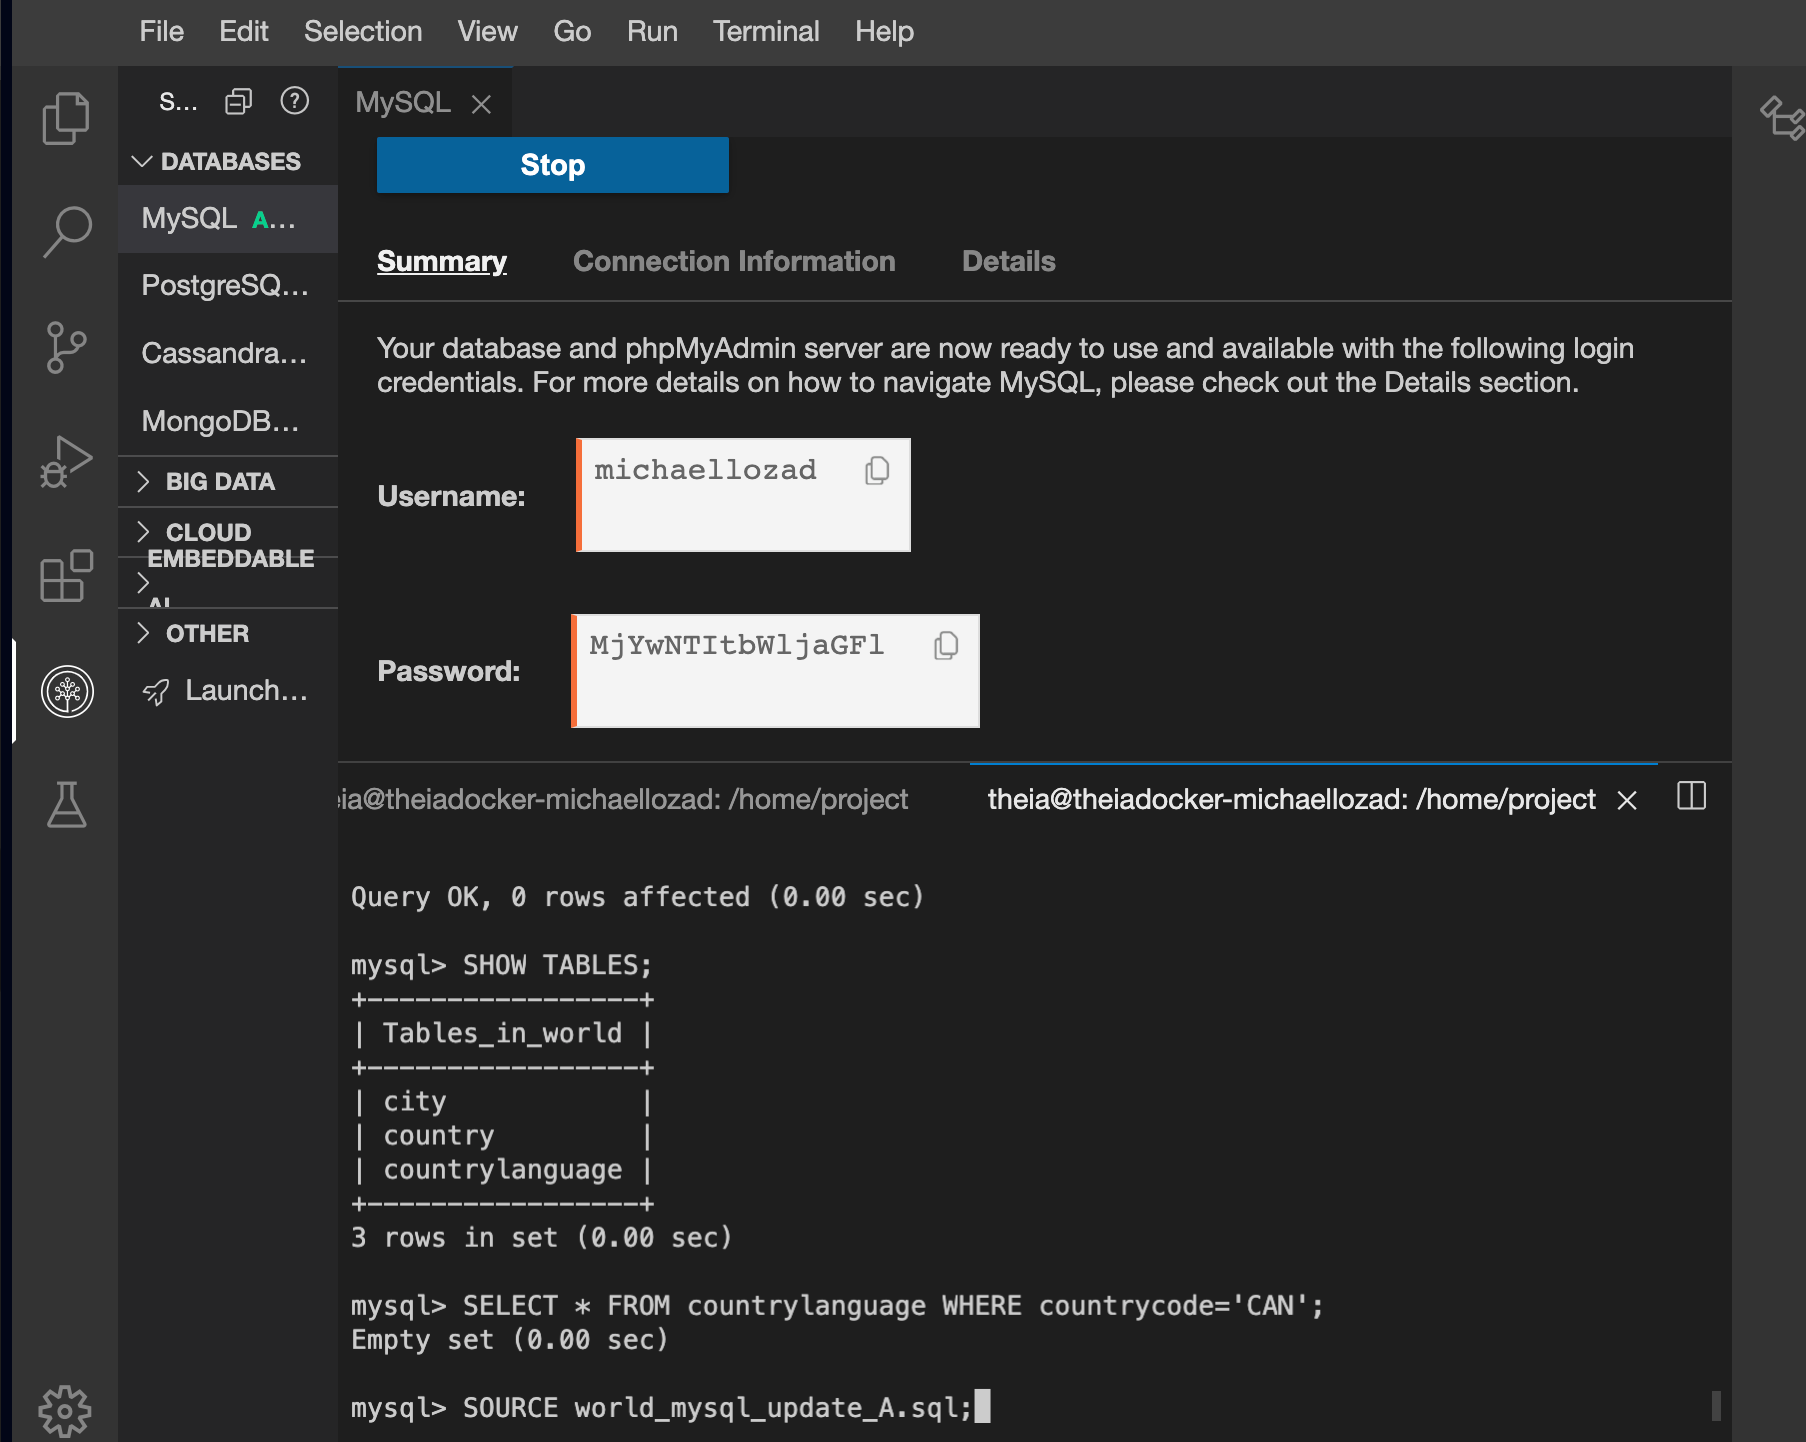 File Edit Selection View Go Run Terminal Help
S...
MySQL
DATABASES
MySQL A...
PostgreSQ...
Cassandra...
MongoDB...
BIG DATA
CLOUD
EMBEDDABLE
AI
OTHER
Launch...
Stop
Summary Connection Information Details
Your database and phpMyAdmin server are now ready to use and available with the following login
credentials. For more details on how to navigate MySQL, please check out the Details section.
Username: michaellozad
Password: MjYwNTItbWljaGFl
eia@theiadocker-michaellozad: /home/project theia@theiadocker-michaellozad: /home/project
Query OK, 0 rows affected (0.00 sec)
mysql> SHOW TABLES;
+-----------------+
| Tables_in_world |
+-----------------+
| city            |
| country         |
| countrylanguage |
+-----------------+
3 rows in set (0.00 sec)
mysql> SELECT * FROM countrylanguage WHERE countrycode='CAN';
Empty set (0.00 sec)
mysql> SOURCE world_mysql_update_A.sql;